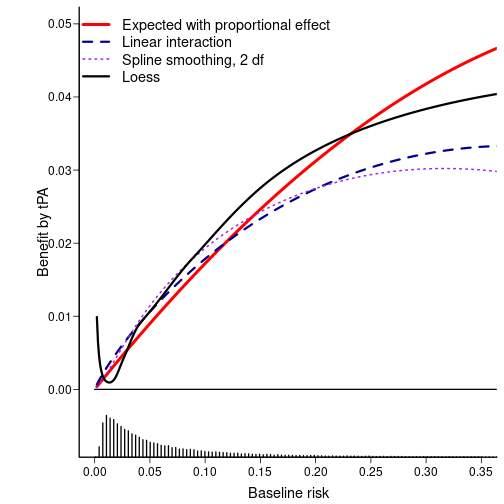 0.05
Expected with proportional effect
Linear interaction
Spline smoothing, 2 df
Loess
0.04
0.03
0.02
0.01
0.00
Benefit by tPA
0.00 0.05 0.10 0.15 0.20 0.25 0.30 0.35
Baseline risk